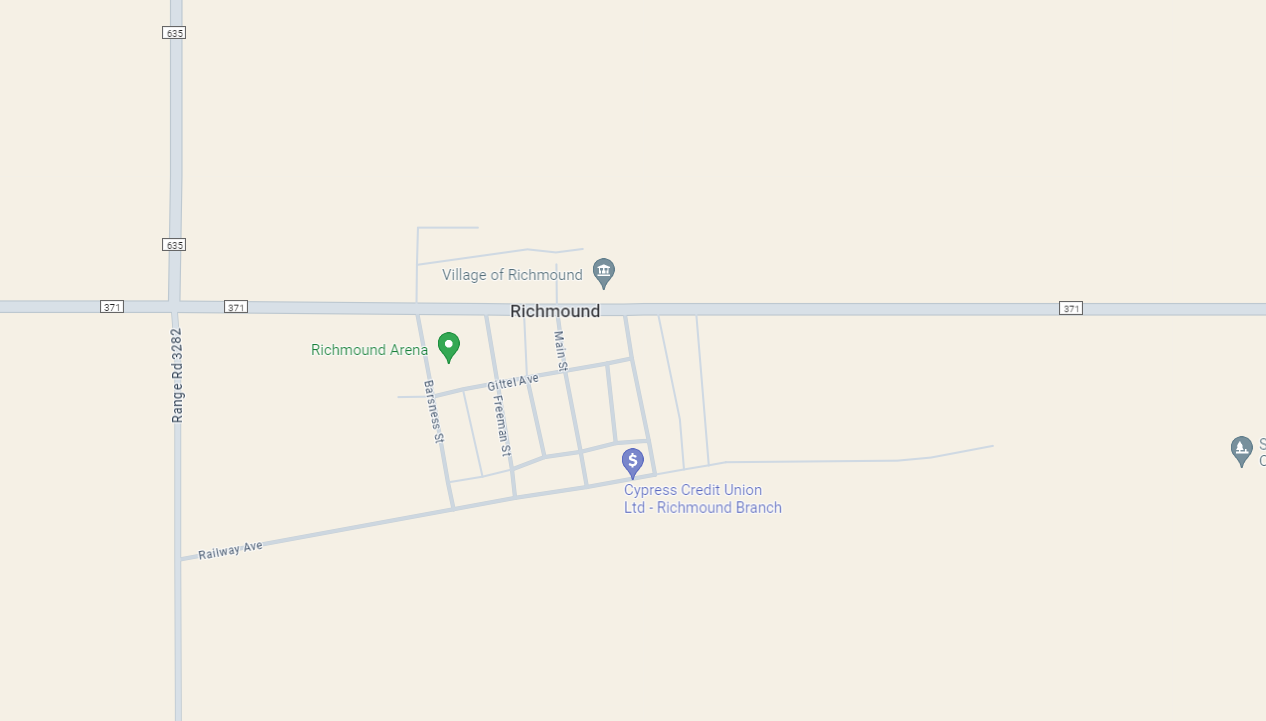 635
635
Village of Richmound
371
371
Richmound
371
Range Rd 3282
Richmound Arena
Main St
Gittel Ave
Barsness St
Freeman St
S
C
Cypress Credit Union
Ltd - Richmound Branch
Railway Ave